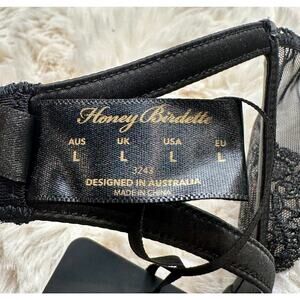 Honey Birdette
AUS UK USA EU
L L L L
3243
DESIGNED IN AUSTRALIA
MADE IN CHINA